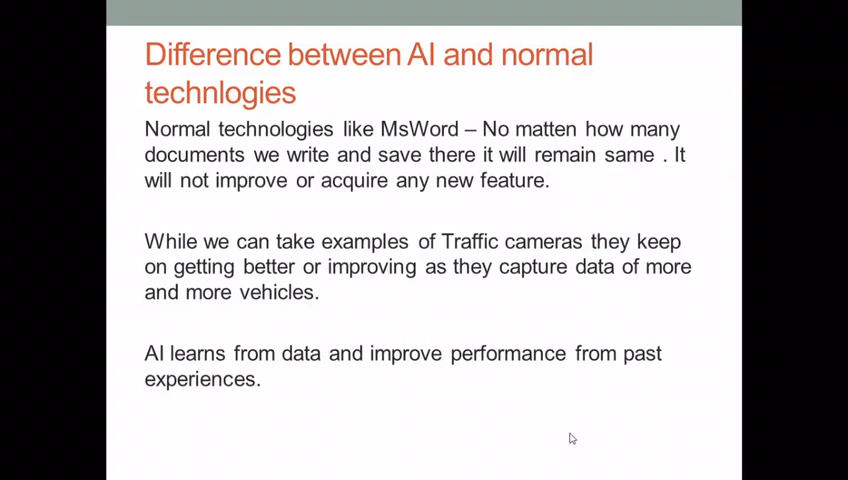 Difference between AI and normal
technlogies
Normal technologies like MsWord – No matten how many
documents we write and save there it will remain same . It
will not improve or acquire any new feature.
While we can take examples of Traffic cameras they keep
on getting better or improving as they capture data of more
and more vehicles.
AI learns from data and improve performance from past
experiences.